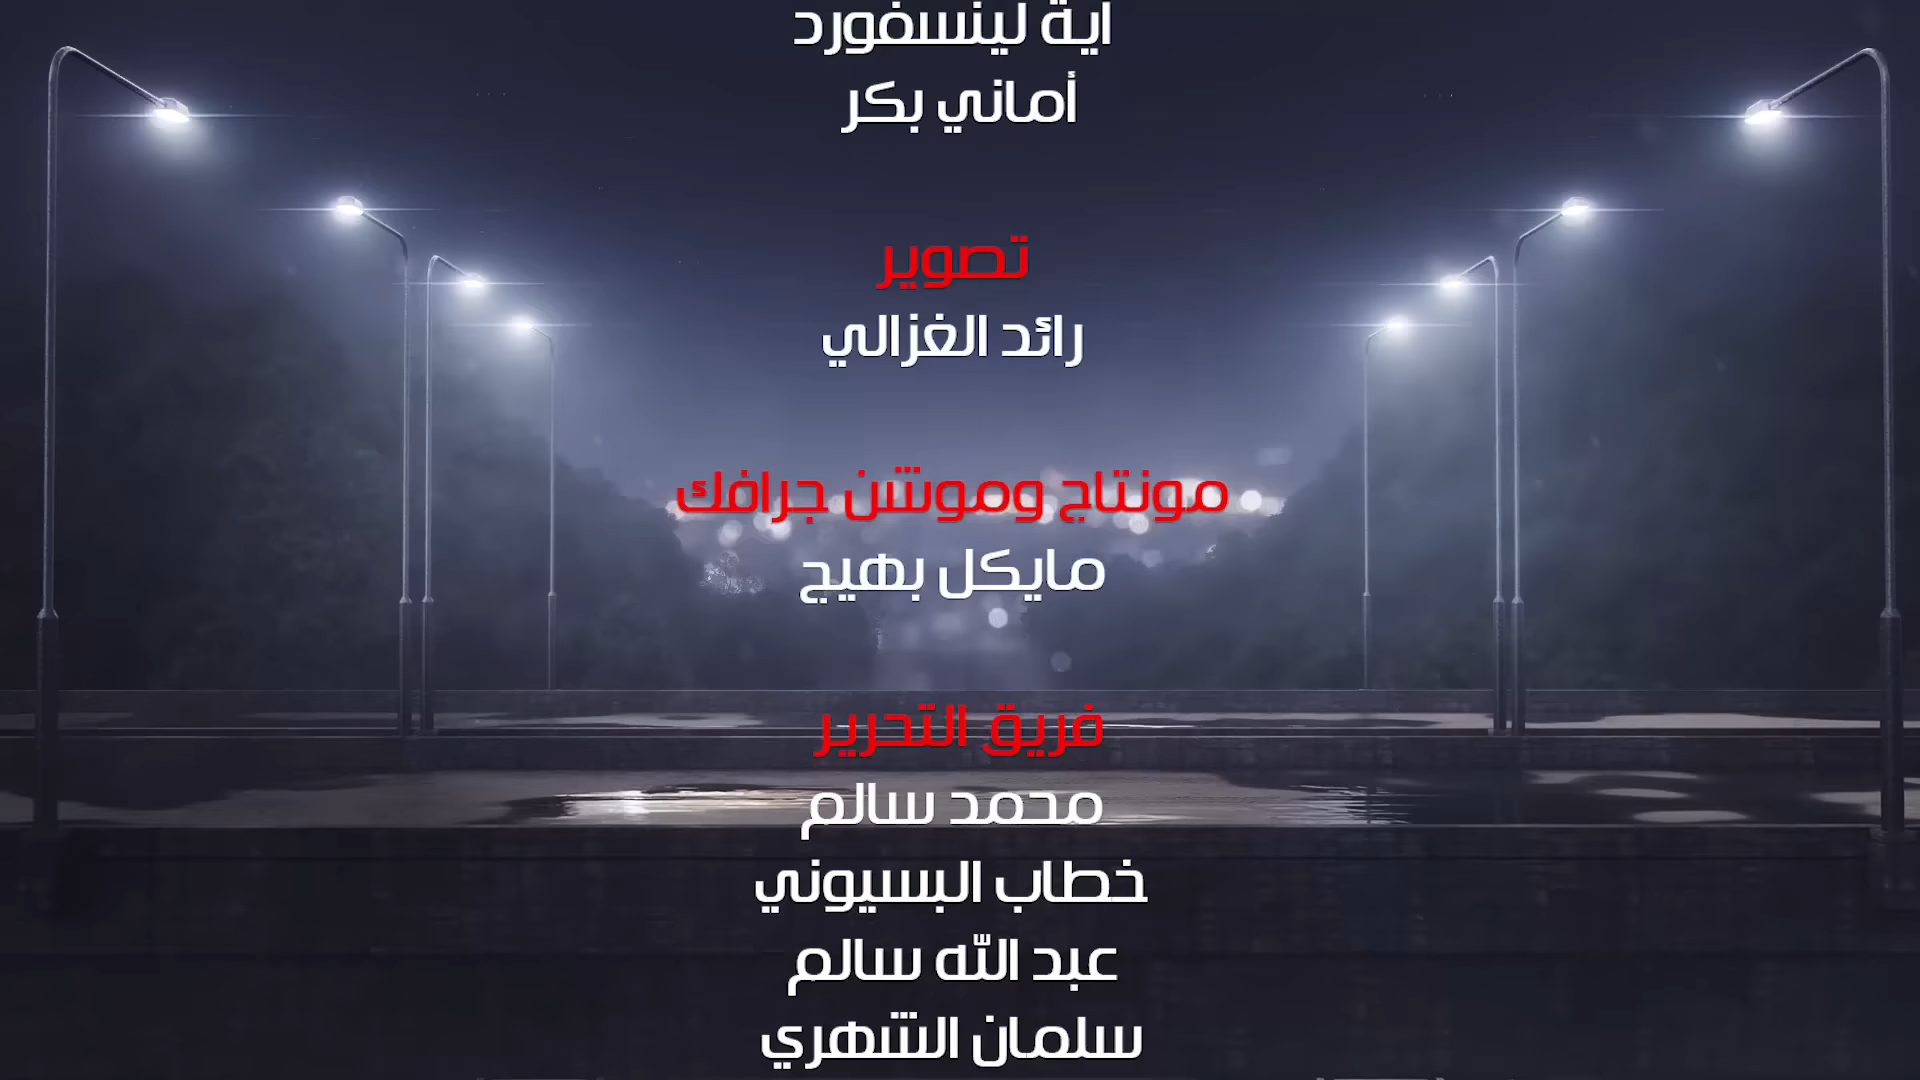 آية لينسفورد
أماني بكر
تصوير
رائد الغزالي
مونتاج وموشن جرافك
مايكل بهيج
فريق التحرير
محمد سالم
خطاب البسيوني
عبد الله سالم
سلمان الشهري